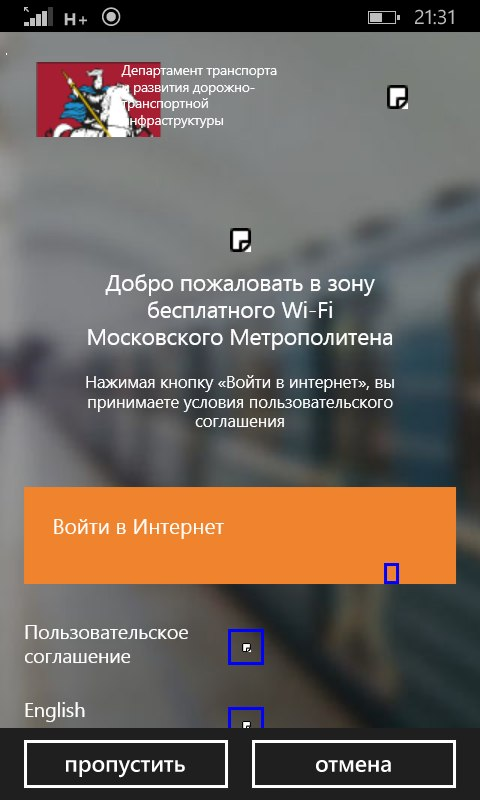 H+
21:31
Департамент транспорта
и развития дорожно-
транспортной
инфраструктуры
Добро пожаловать в зону
бесплатного Wi-Fi
Московского Метрополитена
Нажимая кнопку «Войти в интернет», вы
принимаете условия пользовательского
соглашения
Войти в Интернет
Пользовательское
соглашение
English
пропустить
отмена